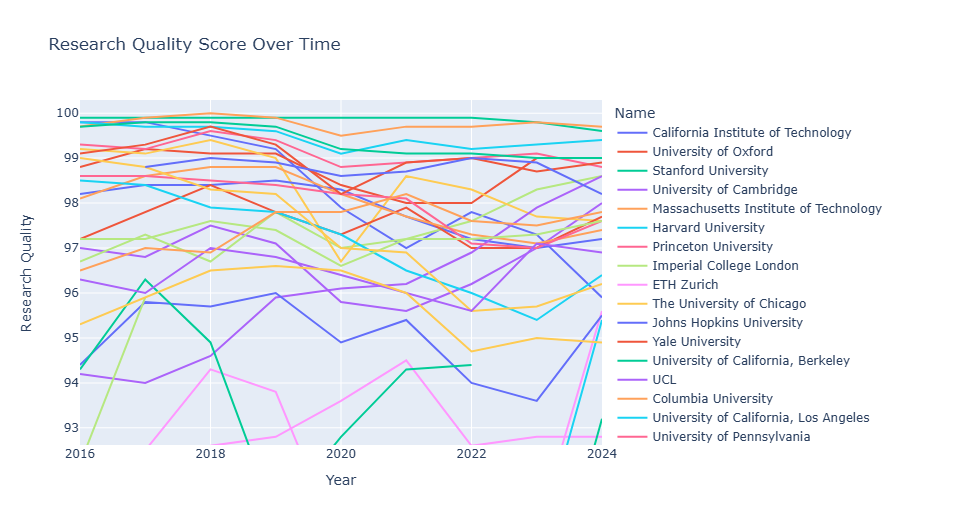 Research Quality Score Over Time
Research Quality
100
99
98
97
96
95
94
93
2016
2018
2020
2022
2024
Year
Name
California Institute of Technology
University of Oxford
Stanford University
University of Cambridge
Massachusetts Institute of Technology
Harvard University
Princeton University
Imperial College London
ETH Zurich
The University of Chicago
Johns Hopkins University
Yale University
University of California, Berkeley
UCL
Columbia University
University of California, Los Angeles
University of Pennsylvania